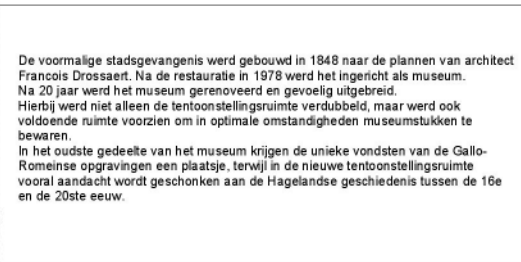 De voormalige stadsgevangenis werd gebouwd in 1848 naar de plannen van architect
Francois Drossaert. Na de restauratie in 1978 werd het ingericht als museum.
Na 20 jaar werd het museum gerenoveerd en gevoelig uitgebreid.
Hierbij werd niet alleen de tentoonstellingsruimte verdubbeld, maar werd ook
voldoende ruimte voorzien om in optimale omstandigheden museumstukken te
bewaren.
In het oudste gedeelte van het museum krijgen de unieke vondsten van de Gallo-
Romeinse opgravingen een plaatsje, terwijl in de nieuwe tentoonstellingsruimte
vooral aandacht wordt geschonken aan de Hagelandse geschiedenis tussen de 16e
en de 20ste eeuw.